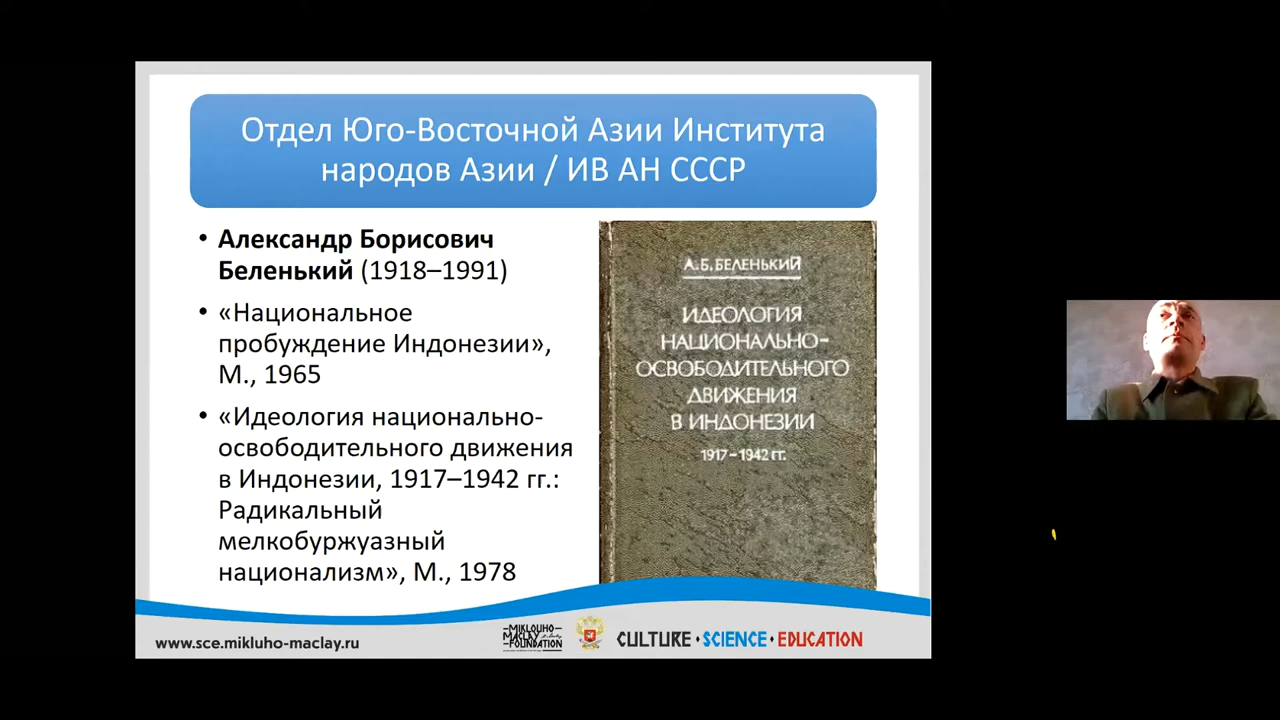 Отдел Юго-Восточной Азии Института
народов Азии / ИВ АН СССР
• Александр Борисович
Беленький (1918–1991)
• «Национальное
пробуждение Индонезии»,
М., 1965
• «Идеология национально-
освободительного движения
в Индонезии, 1917–1942 гг.:
Радикальный
мелкобуржуазный
национализм», М., 1978
А.Б.БЕЛЕНЬКИЙ
ИДЕОЛОГИЯ
НАЦИОНАЛЬНО-
ОСВОБОДИТЕЛЬНОГО
ДВИЖЕНИЯ
В ИНДОНЕЗИИ
1917–1942 гг.
www.sce.mikluho-maclay.ru
MIKLOUHO
MACLAY
FOUNDATION
CULTURE · SCIENCE · EDUCATION